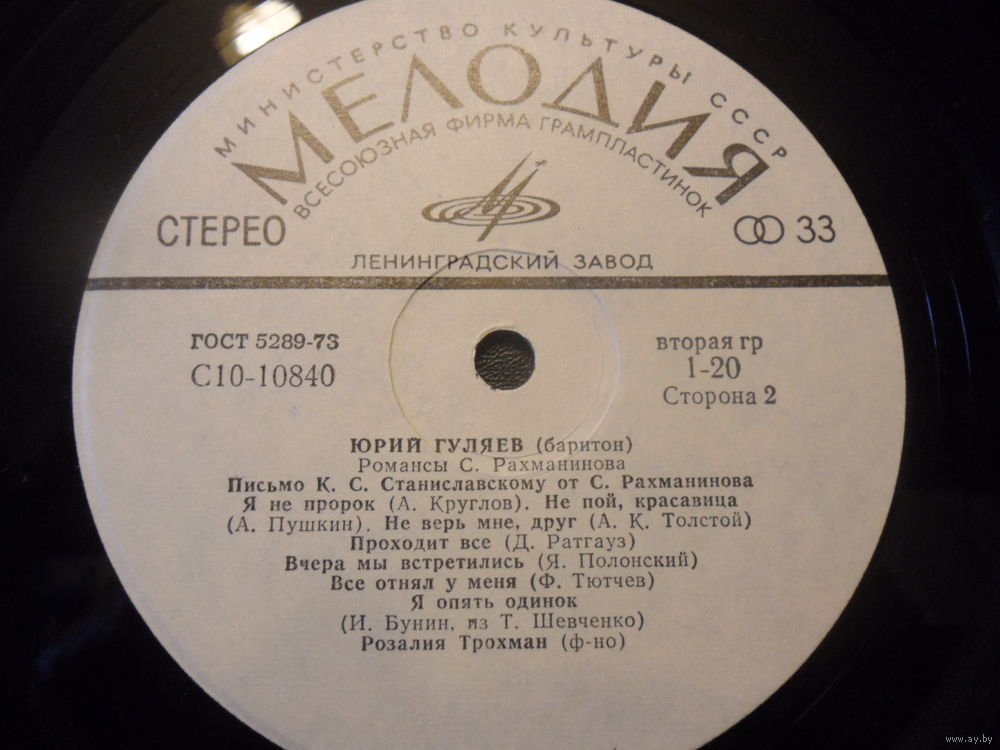 МИНИСТЕРСТВО КУЛЬТУРЫ СССР
МЕЛОДИЯ
ВСЕСОЮЗНАЯ ФИРМА ГРАМПЛАСТИНОК
СТЕРЕО
33
ЛЕНИНГРАДСКИЙ ЗАВОД
ГОСТ 5289-73
С10-10840
вторая гр
1-20
Сторона 2
ЮРИЙ ГУЛЯЕВ (баритон)
Романсы С. Рахманинова
Письмо К. С. Станиславскому от С. Рахманинова
Я не пророк (А. Круглов). Не пой, красавица
(А. Пушкин). Не верь мне, друг (А. К. Толстой)
Проходит все (Д. Ратгауз)
Вчера мы встретились (Я. Полонский)
Все отнял у меня (Ф. Тютчев)
Я опять одинок
(И. Бунин, из Т. Шевченко)
Розалия Трохман (ф-но)
www.ay.by